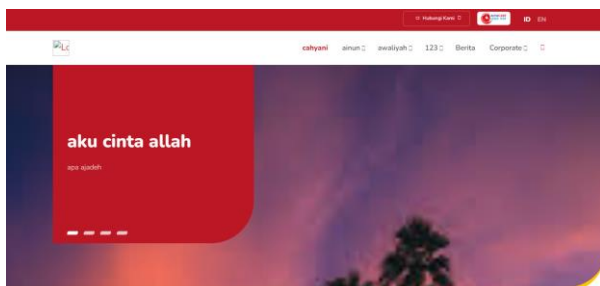 Hubungi Kami
ID EN
cahyani ainun awaliyah 123 Berita Corporate
aku cinta allah
apa ajadeh